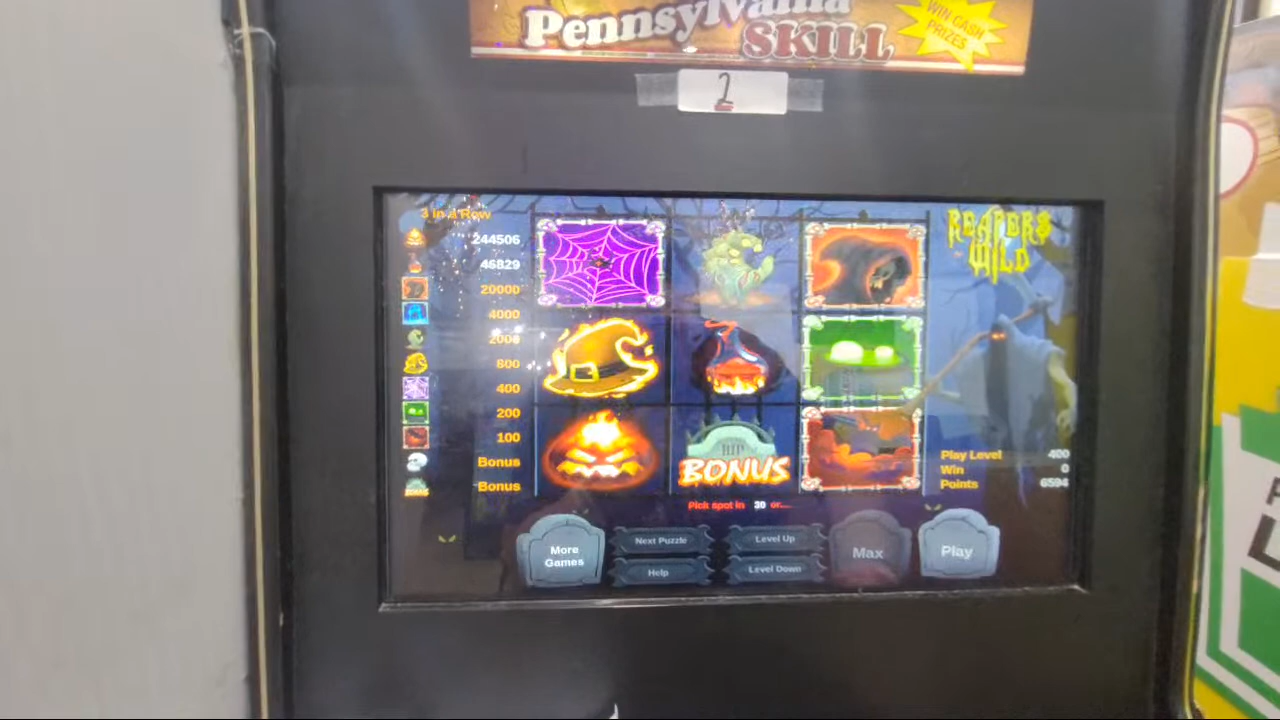 Pennsylvania
SKILL
WIN CASH
PRIZES
2
3 in a Row
244506
46829
20000
4000
2000
800
400
200
100
Bonus
Bonus
REAPERS
WILD
RIP
BONUS
Play Level 400
Win 0
Points 6594
Pick spot in 30 or...
More
Games
Next Puzzle
Help
Level Up
Level Down
Max
Play